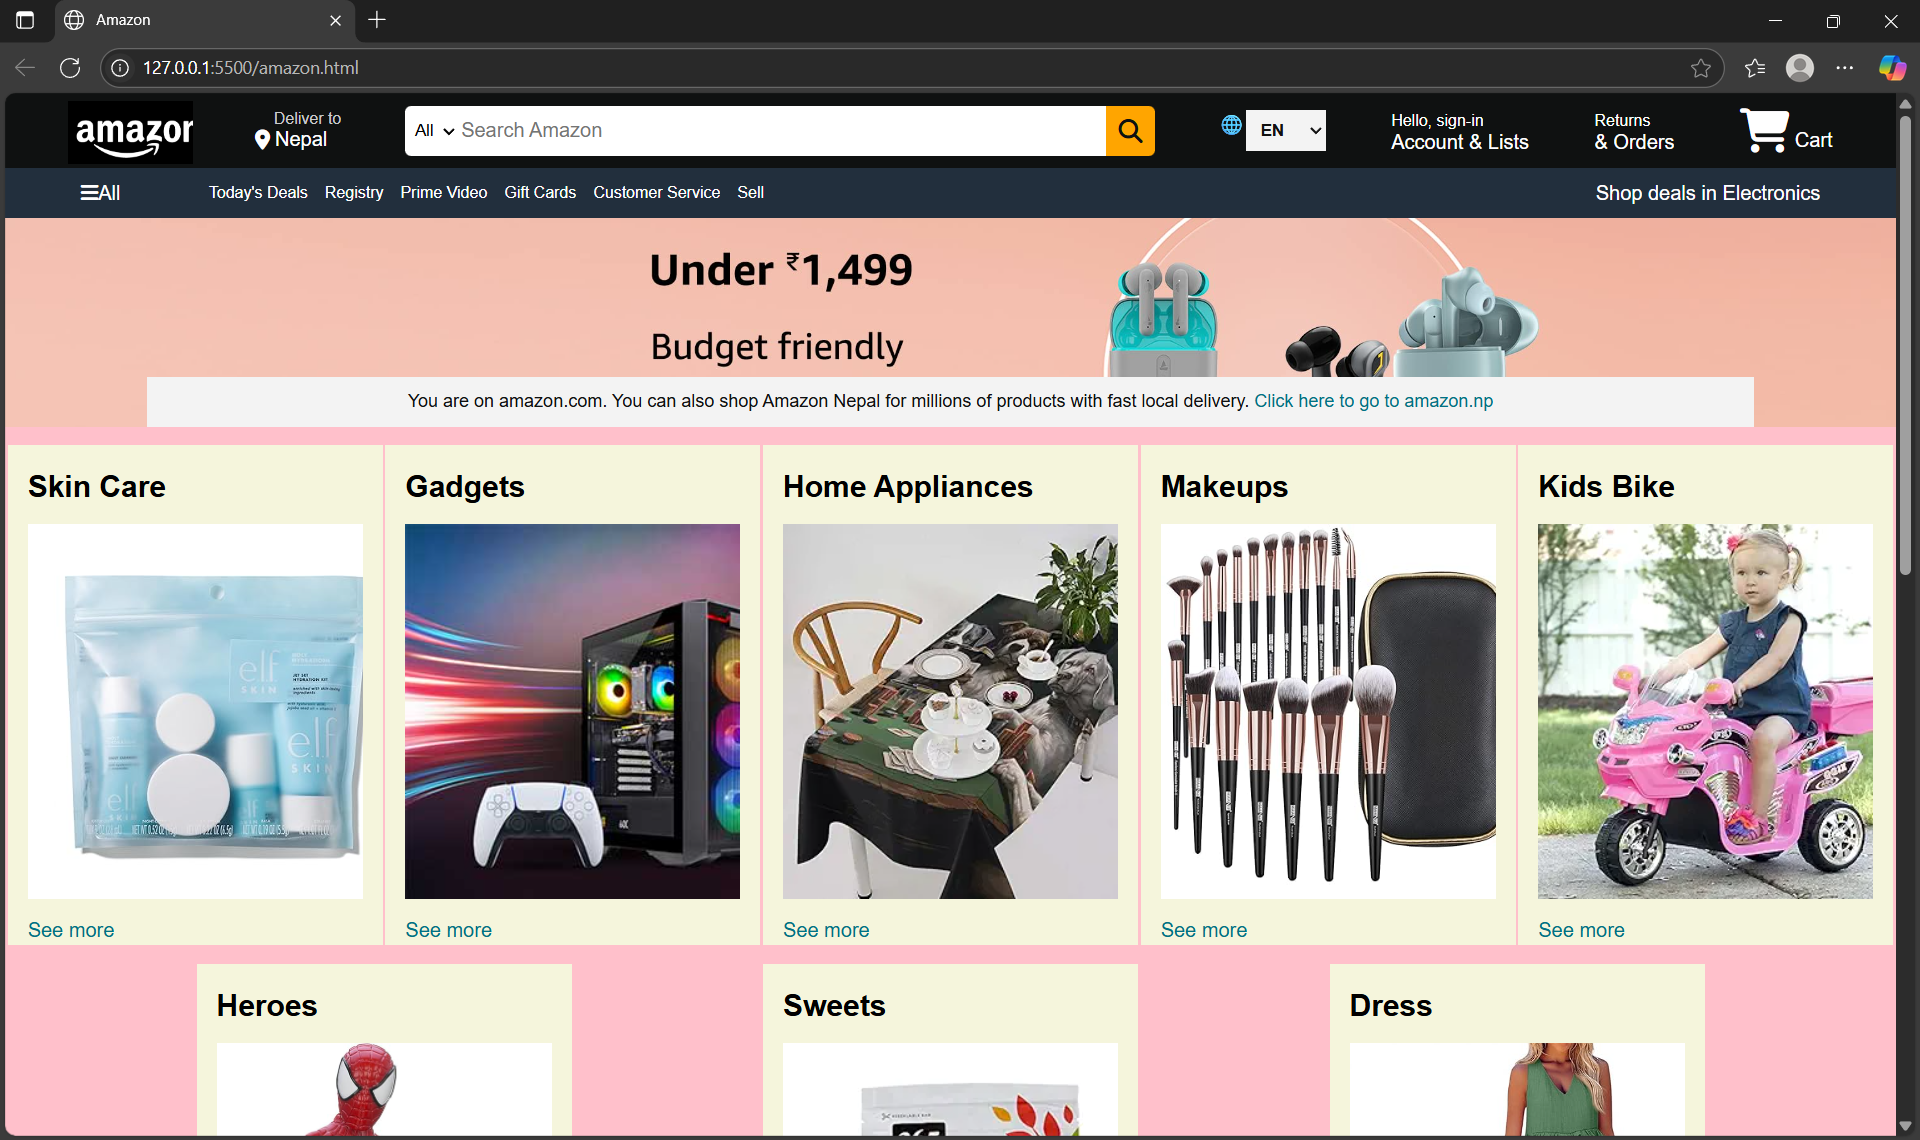 Amazon
127.0.0.1:5500/amazon.html
amazon
Deliver to
Nepal
All Search Amazon
EN
Hello, sign-in
Account & Lists
Returns
& Orders
Cart
All
Today's Deals Registry Prime Video Gift Cards Customer Service Sell
Shop deals in Electronics
Under ₹1,499
Budget friendly
You are on amazon.com. You can also shop Amazon Nepal for millions of products with fast local delivery. Click here to go to amazon.np
Skin Care
Gadgets
Home Appliances
Makeups
Kids Bike
elf
SKIN
elf
SKIN
See more
See more
See more
See more
See more
Heroes
Sweets
Dress